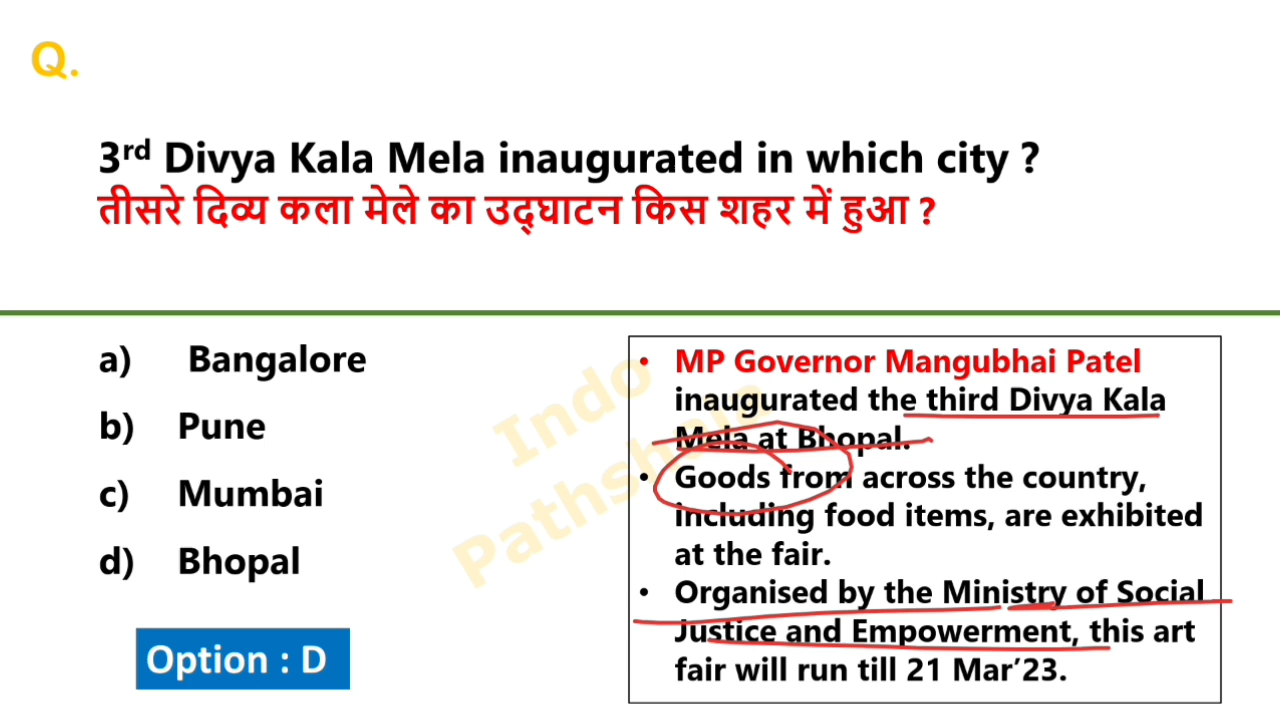 Q.
3rd Divya Kala Mela inaugurated in which city ?
तीसरे दिव्य कला मेले का उद्घाटन किस शहर में हुआ ?
a) Bangalore
b) Pune
c) Mumbai
d) Bhopal
Option : D
• MP Governor Mangubhai Patel
inaugurated the third Divya Kala
Mela at Bhopal.
• Goods from across the country,
including food items, are exhibited
at the fair.
• Organised by the Ministry of Social
Justice and Empowerment, this art
fair will run till 21 Mar’23.
Indo
Pathshala